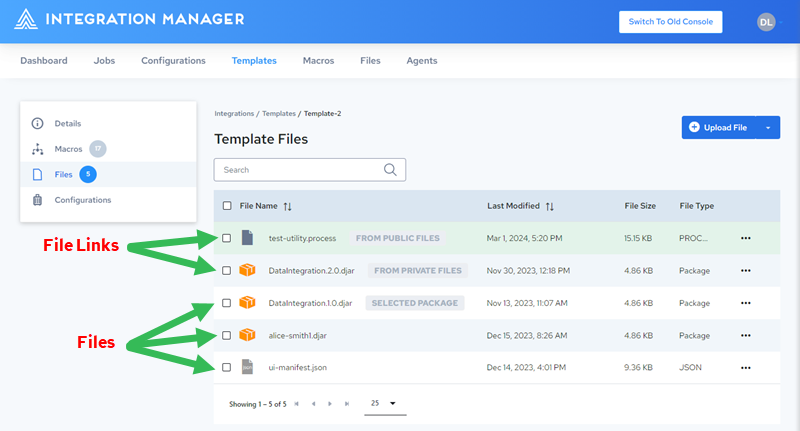 INTEGRATION MANAGER
Switch To Old Console
DL
Dashboard Jobs Configurations Templates Macros Files Agents
Details
Macros 17
Files 5
Configurations
Integrations / Templates / Template-2
Template Files
Upload File
Search
File Name Last Modified File Size File Type
File Links
test-utility.process FROM PUBLIC FILES Mar 1, 2024, 5:20 PM 15.15 KB PROC...
DataIntegration.2.0.djar FROM PRIVATE FILES Nov 30, 2023, 12:18 PM 4.86 KB Package
DataIntegration.1.0.djar SELECTED PACKAGE Nov 13, 2023, 11:07 AM 4.86 KB Package
Files
alice-smith1.djar Dec 15, 2023, 8:26 AM 4.86 KB Package
JSON ui-manifest.json Dec 14, 2023, 4:01 PM 9.36 KB JSON
Showing 1 – 5 of 5 25